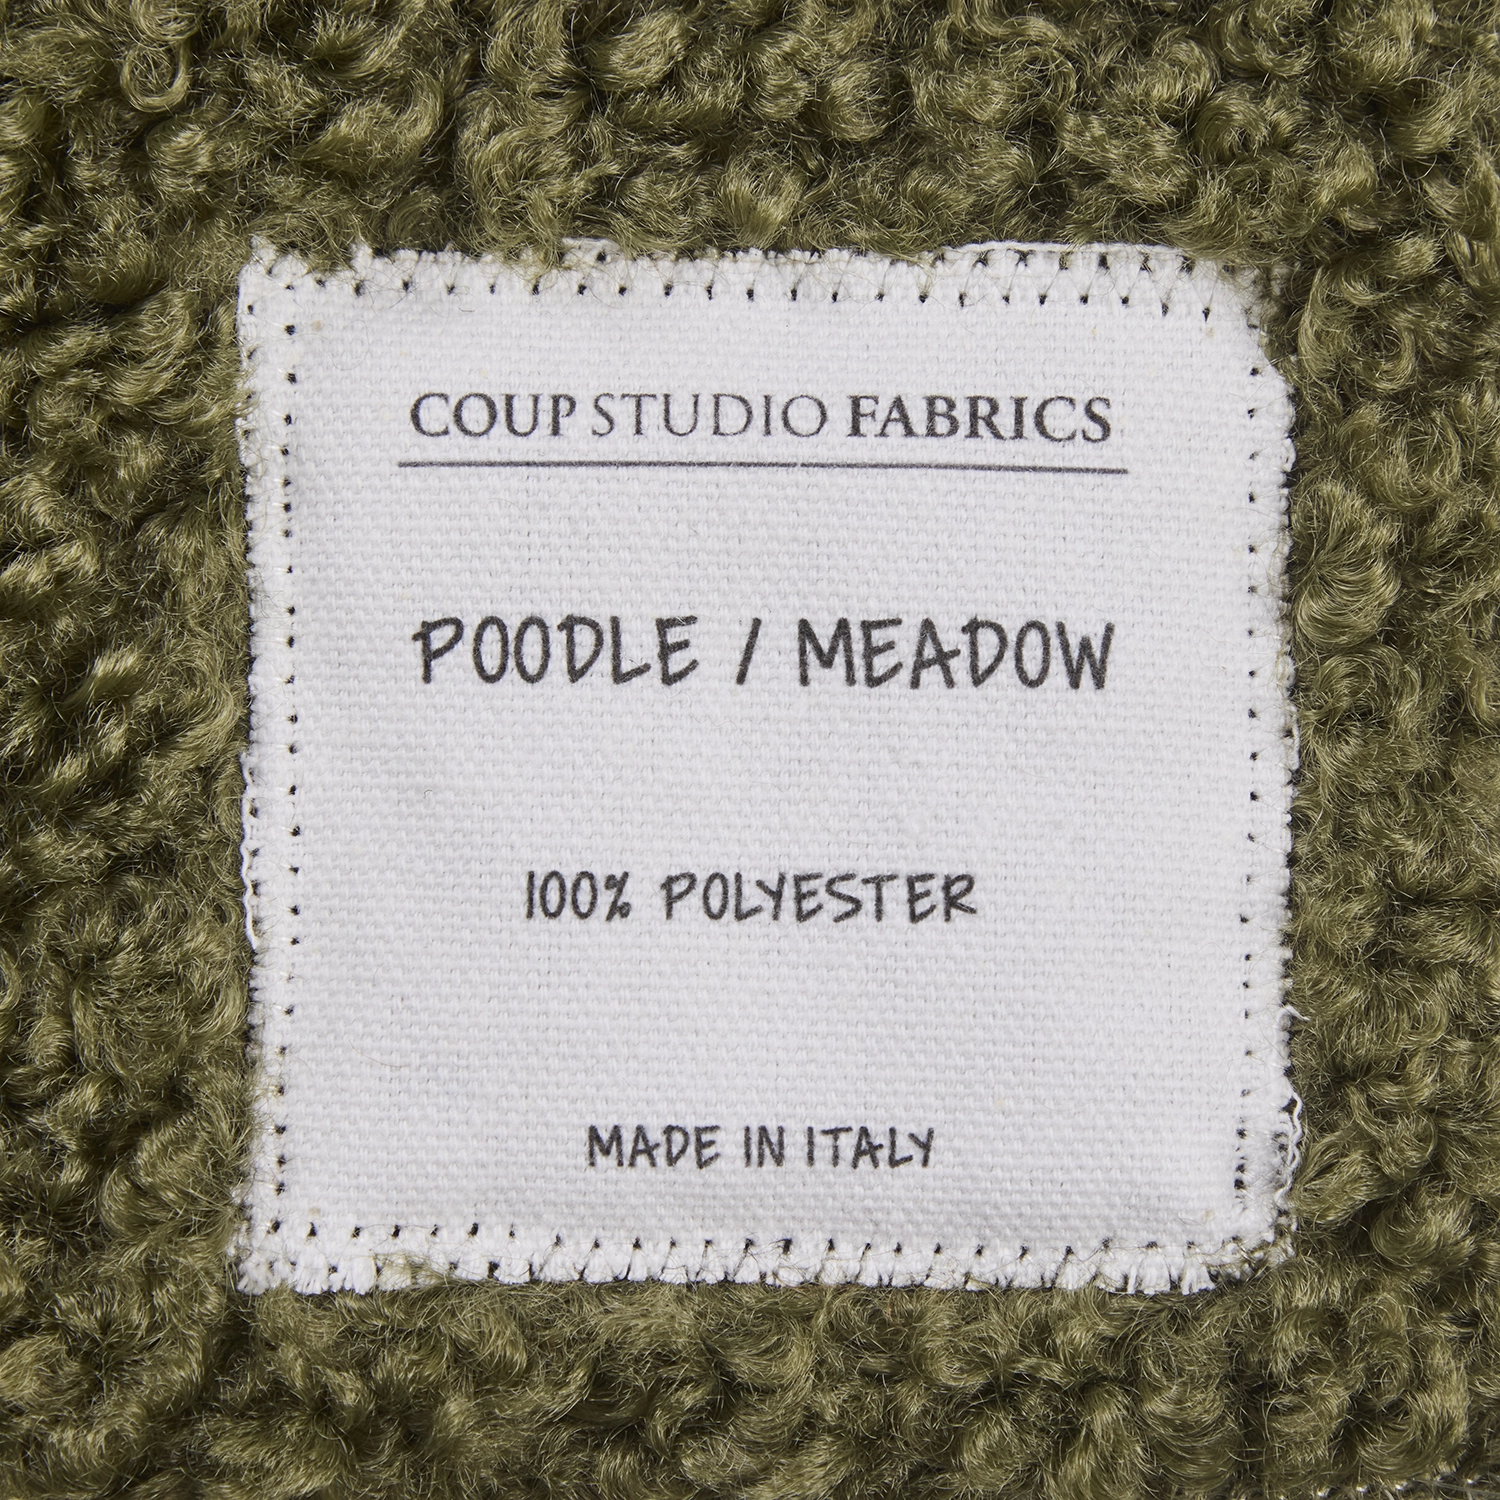 COUP STUDIO FABRICS
POODLE / MEADOW
100% POLYESTER
MADE IN ITALY